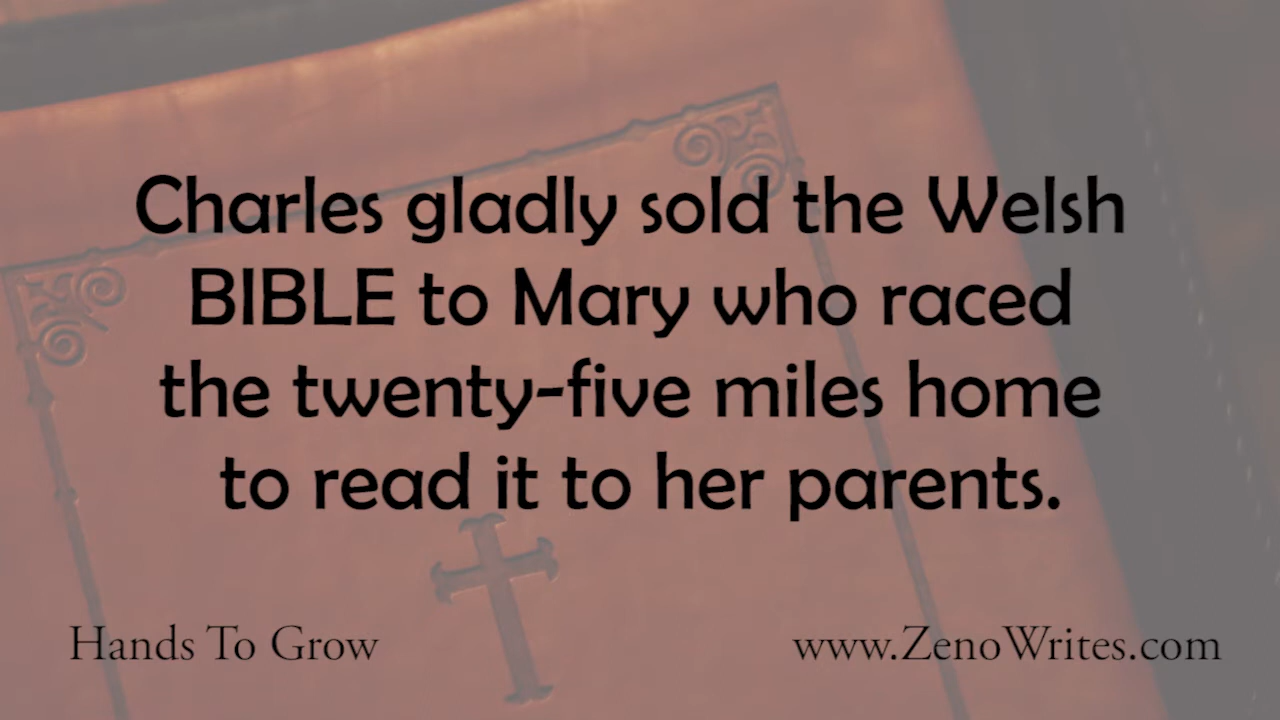 Charles gladly sold the Welsh
BIBLE to Mary who raced
the twenty-five miles home
to read it to her parents.
Hands To Grow
www.ZenoWrites.com